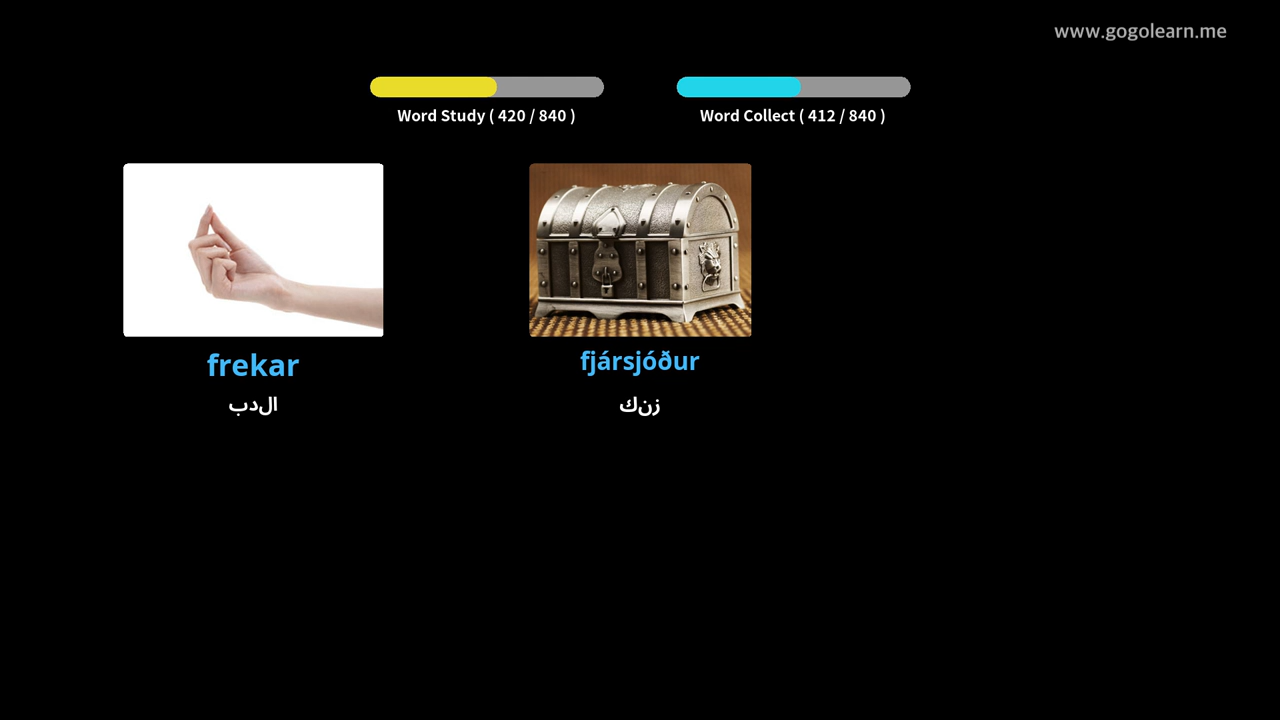 www.gogolearn.me
Word Study ( 420 / 840 )
Word Collect ( 412 / 840 )
frekar
الدب
fjársjóður
زنك